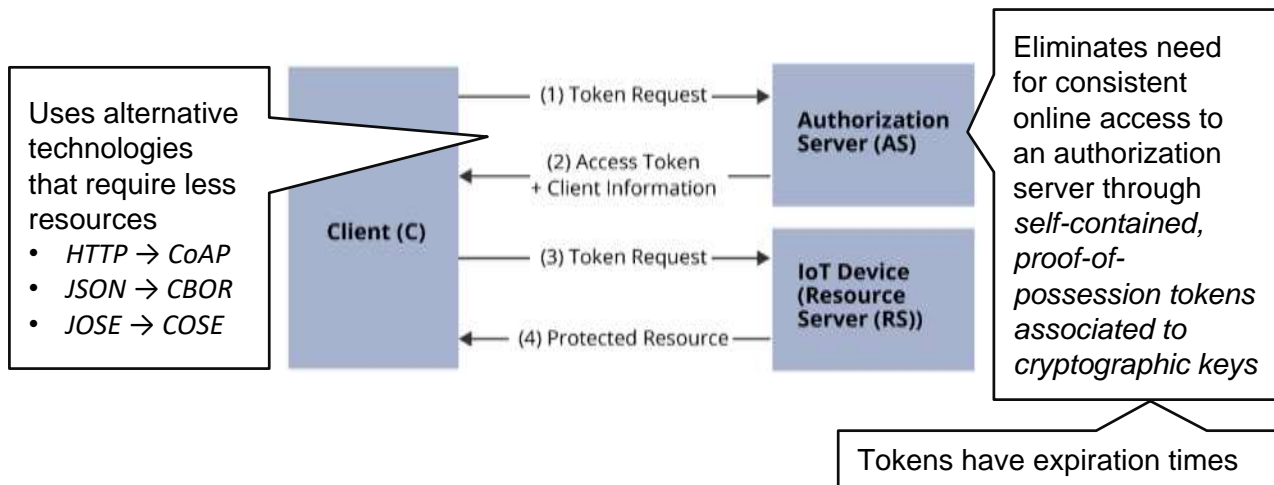 Uses alternative
technologies
that require less
resources
• HTTP → CoAP
• JSON → CBOR
• JOSE → COSE
Client (C)
(1) Token Request
(2) Access Token
+ Client Information
(3) Token Request
(4) Protected Resource
Authorization
Server (AS)
IoT Device
(Resource
Server (RS))
Eliminates need
for consistent
online access to
an authorization
server through
self-contained,
proof-of-
possession tokens
associated to
cryptographic keys
Tokens have expiration times